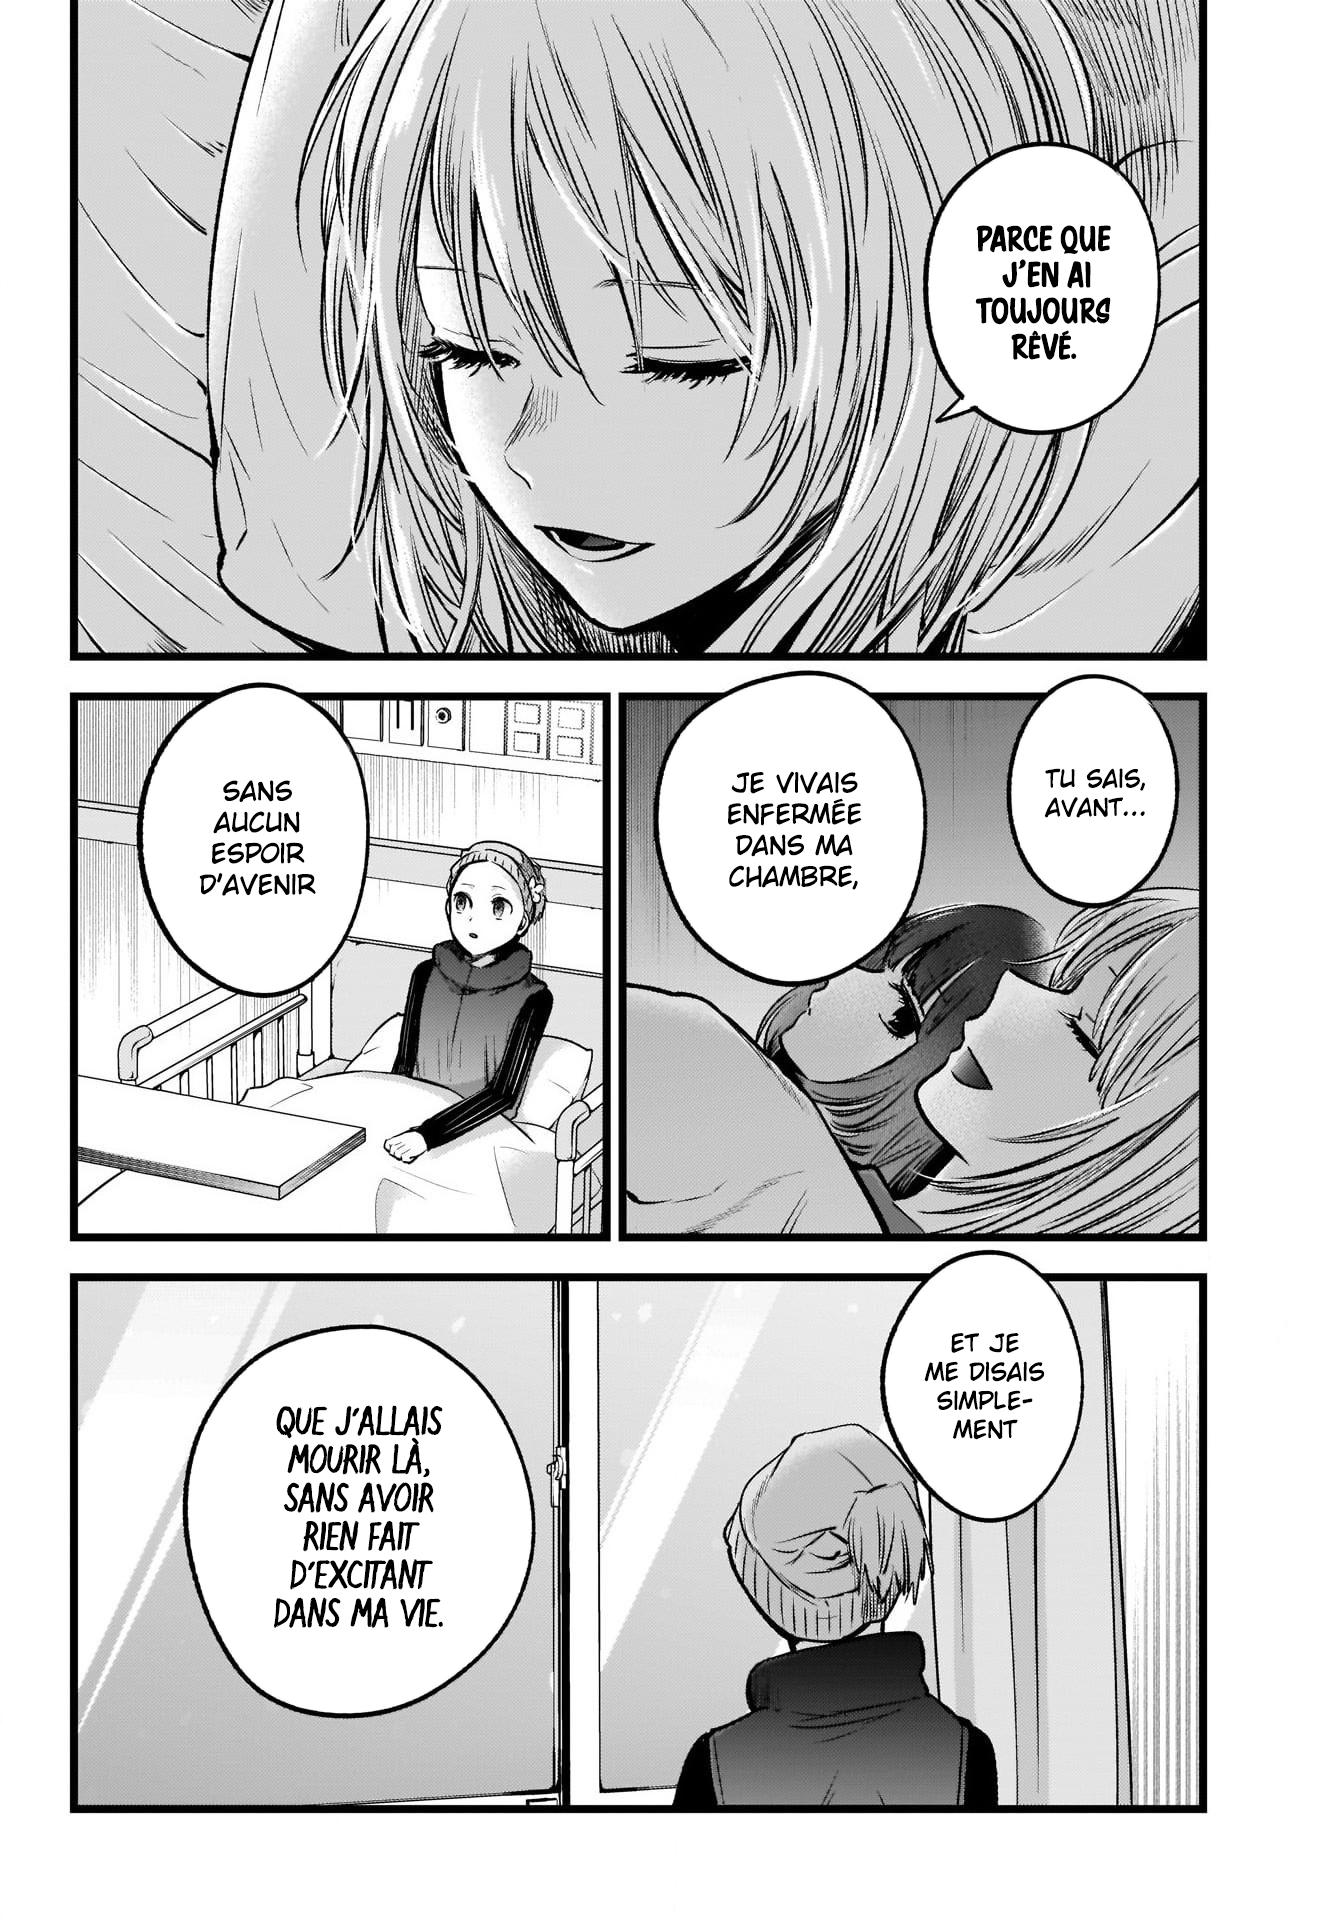 PARCE QUE
J'EN AI
TOUJOURS
RÊVÉ.
TU SAIS,
AVANT...
JE VIVAIS
ENFERMÉE
DANS MA
CHAMBRE,
SANS
AUCUN
ESPOIR
D'AVENIR
ET JE
ME DISAIS
SIMPLE-
MENT
QUE J'ALLAIS
MOURIR LÀ,
SANS AVOIR
RIEN FAIT
D'EXCITANT
DANS MA VIE.